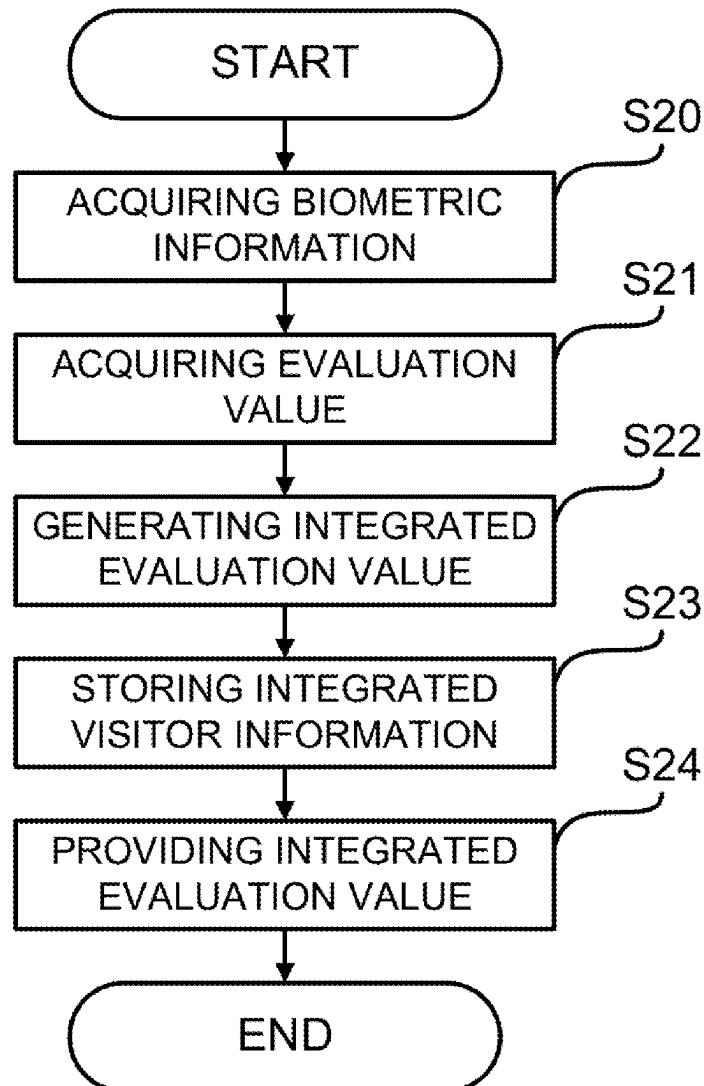 START
S20
ACQUIRING BIOMETRIC
INFORMATION
S21
ACQUIRING EVALUATION
VALUE
S22
GENERATING INTEGRATED
EVALUATION VALUE
S23
STORING INTEGRATED
VISITOR INFORMATION
S24
PROVIDING INTEGRATED
EVALUATION VALUE
END